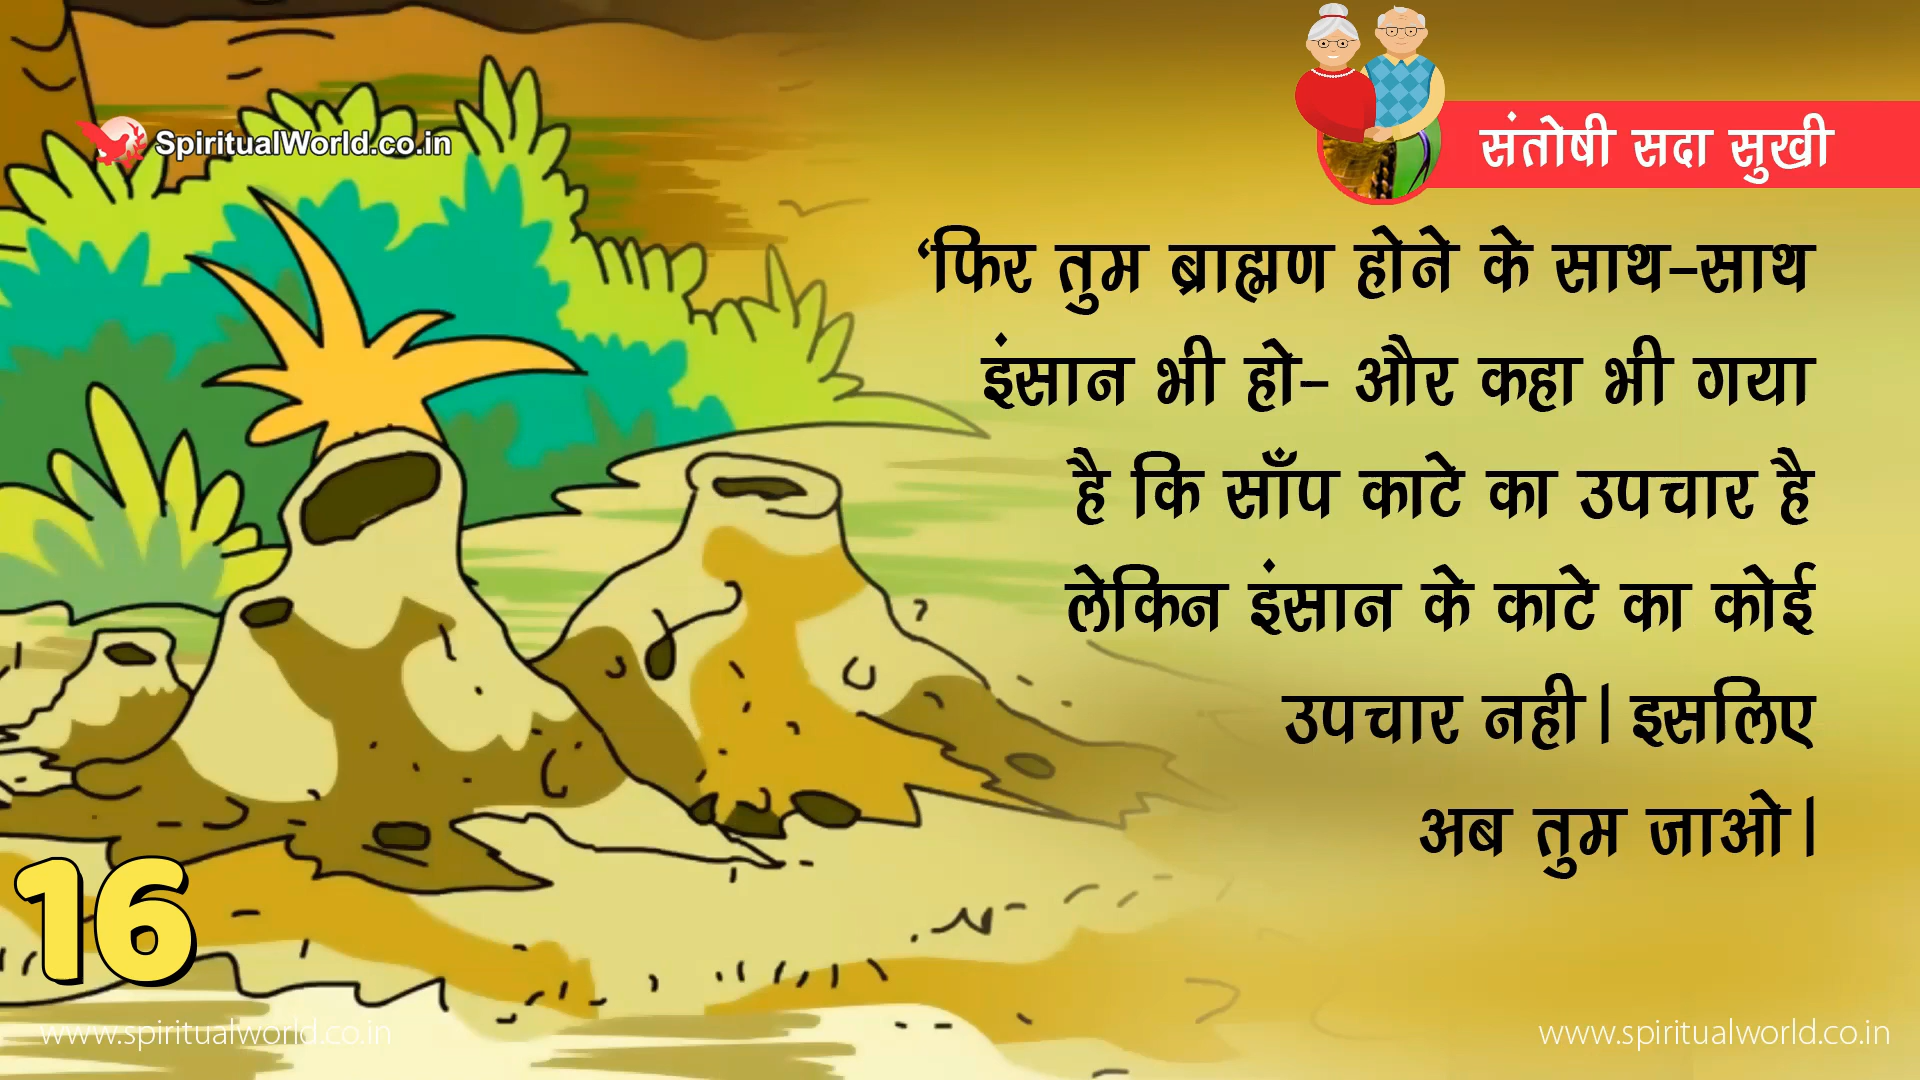 SpiritualWorld.co.in
संतोषी सदा सुखी
‘फिर तुम ब्राह्मण होने के साथ-साथ
इंसान भी हो- और कहा भी गया
है कि साँप काटे का उपचार है
लेकिन इंसान के काटे का कोई
उपचार नही। इसलिए
अब तुम जाओ।
16
www.spiritualworld.co.in
www.spiritualworld.co.in